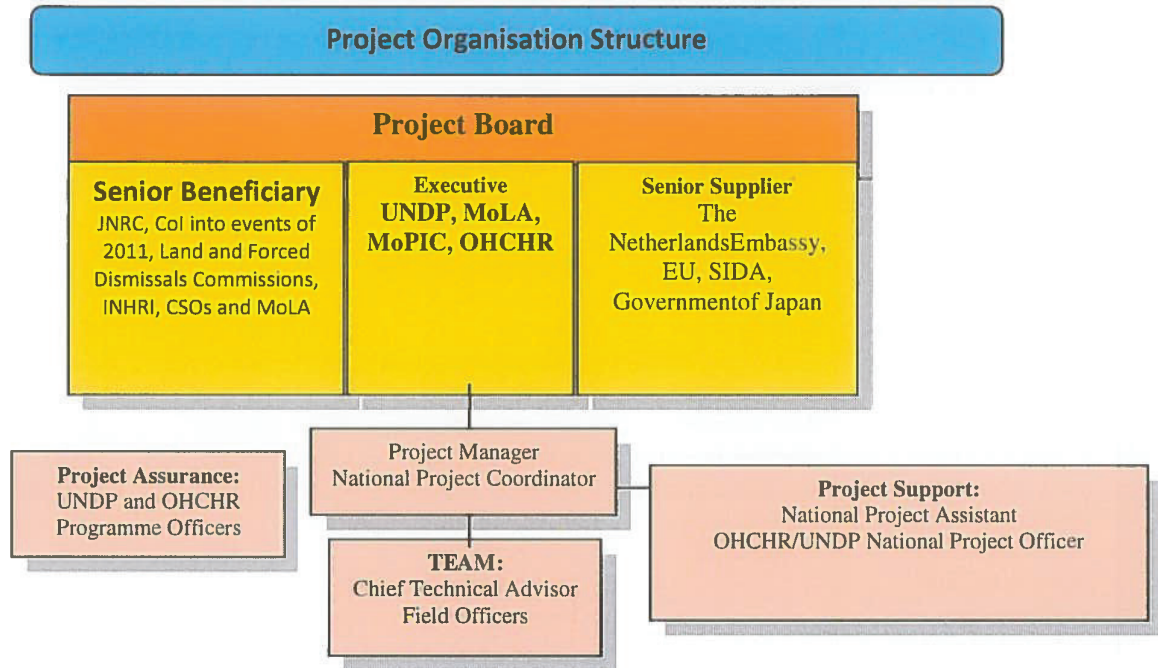 Project Organisation Structure
Project Board
Senior Beneficiary
JNRC, CoI into events of
2011, Land and Forced
Dismissals Commissions,
INHRI, CSOs and MoLA
Executive
UNDP, MoLA,
MoPIC, OHCHR
Senior Supplier
The
NetherlandsEmbassy,
EU, SIDA,
Governmentof Japan
Project Manager
National Project Coordinator
Project Assurance:
UNDP and OHCHR
Programme Officers
Project Support:
National Project Assistant
OHCHR/UNDP National Project Officer
TEAM:
Chief Technical Advisor
Field Officers